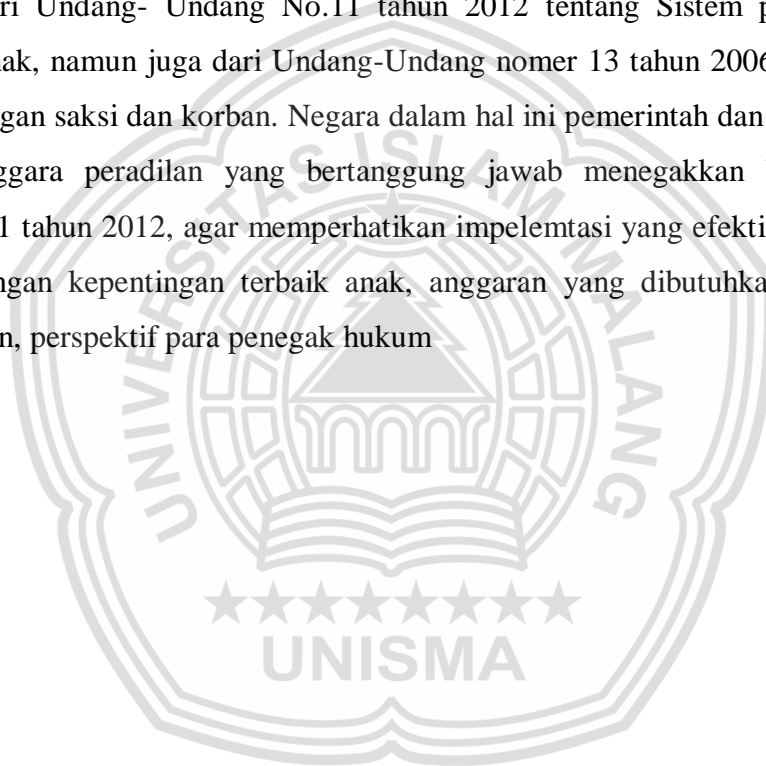 ri Undang- Undang No.11 tahun 2012 tentang Sistem p
ak, namun juga dari Undang-Undang nomer 13 tahun 2006
gan saksi dan korban. Negara dalam hal ini pemerintah dan
ggara peradilan yang bertanggung jawab menegakkan
1 tahun 2012, agar memperhatikan impelemtasi yang efekti
ngan kepentingan terbaik anak, anggaran yang dibutuhka
n, perspektif para penegak hukum
UNIVERSITAS ISLAM MALANG
UNISMA